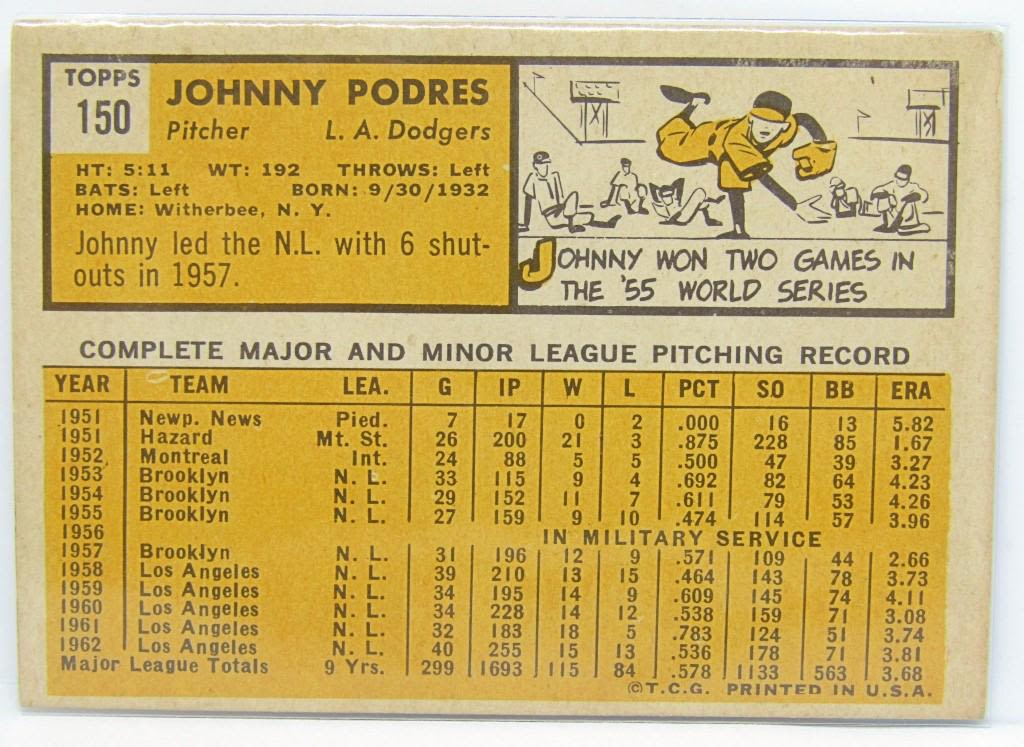 TOPPS
150
JOHNNY PODRES
Pitcher L. A. Dodgers
HT: 5:11 WT: 192 THROWS: Left
BATS: Left BORN: 9/30/1932
HOME: Witherbee, N. Y.
Johnny led the N.L. with 6 shut-
outs in 1957.
JOHNNY WON TWO GAMES IN
THE '55 WORLD SERIES
COMPLETE MAJOR AND MINOR LEAGUE PITCHING RECORD
YEAR TEAM LEA. G IP W L PCT SO BB ERA
1951 Newp. News Pied. 7 17 0 2 .000 16 13 5.82
1951 Hazard Mt. St. 26 200 21 3 .875 228 85 1.67
1952 Montreal Int. 24 88 5 5 .500 47 39 3.27
1953 Brooklyn N. L. 33 115 9 4 .692 82 64 4.23
1954 Brooklyn N. L. 29 152 11 7 .611 79 53 4.26
1955 Brooklyn N. L. 27 159 9 10 .474 114 57 3.96
1956 IN MILITARY SERVICE
1957 Brooklyn N. L. 31 196 12 9 .571 109 44 2.66
1958 Los Angeles N. L. 39 210 13 15 .464 143 78 3.73
1959 Los Angeles N. L. 34 195 14 9 .609 145 74 4.11
1960 Los Angeles N. L. 34 228 14 12 .538 159 71 3.08
1961 Los Angeles N. L. 32 183 18 5 .783 124 51 3.74
1962 Los Angeles N. L. 40 255 15 13 .536 178 71 3.81
Major League Totals 9 Yrs. 299 1693 115 84 .578 1133 563 3.68
©T.C.G. PRINTED IN U.S.A.